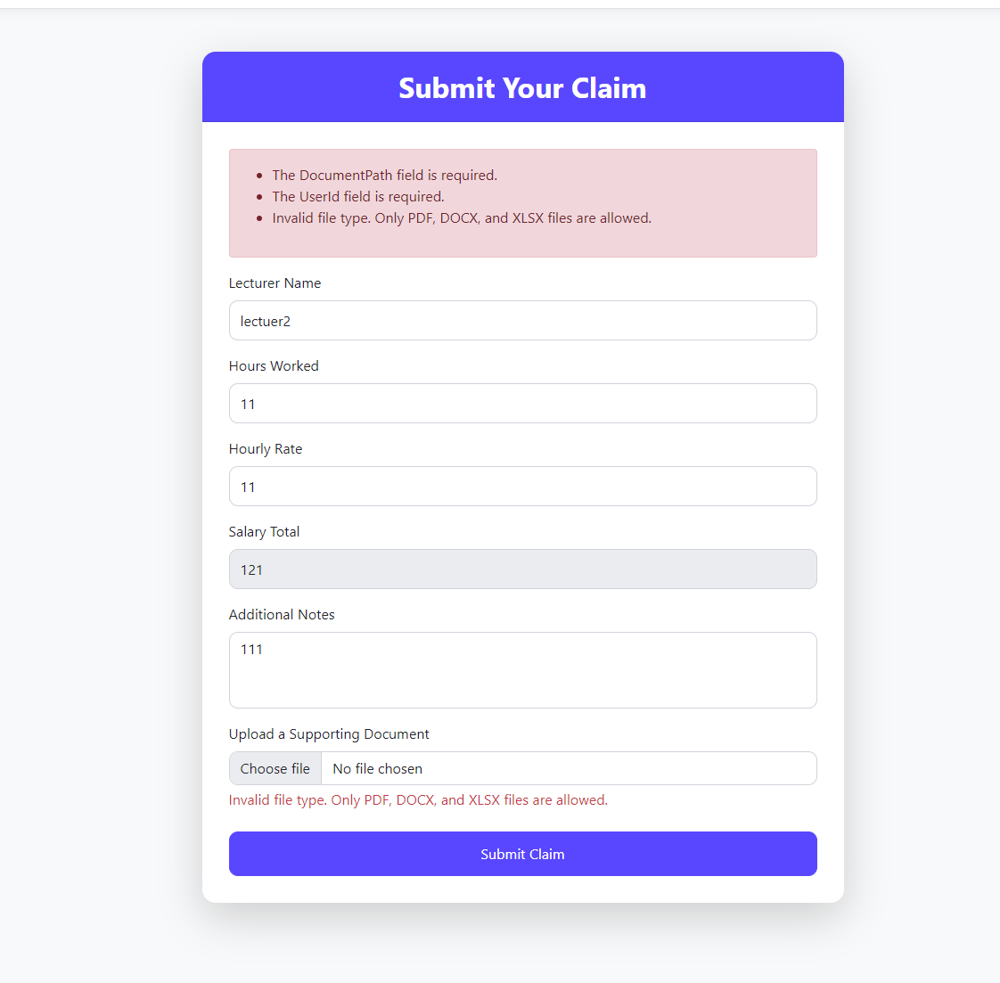 Submit Your Claim
The DocumentPath field is required.
The UserId field is required.
Invalid file type. Only PDF, DOCX, and XLSX files are allowed.
Lecturer Name
lectuer2
Hours Worked
11
Hourly Rate
11
Salary Total
121
Additional Notes
111
Upload a Supporting Document
Choose file No file chosen
Invalid file type. Only PDF, DOCX, and XLSX files are allowed.
Submit Claim